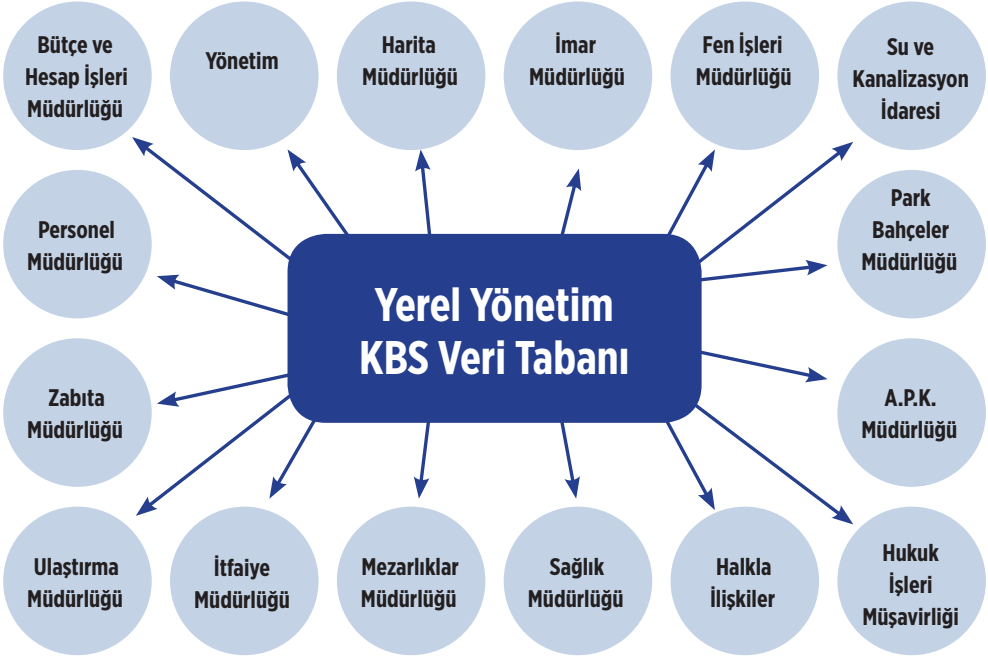 Bütçe ve
Hesap İşleri
Müdürlüğü
Yönetim
Harita
Müdürlüğü
İmar
Müdürlüğü
Fen İşleri
Müdürlüğü
Su ve
Kanalizasyon
İdaresi
Personel
Müdürlüğü
Park
Bahçeler
Müdürlüğü
Yerel Yönetim
KBS Veri Tabanı
Zabıta
Müdürlüğü
A.P.K.
Müdürlüğü
Ulaştırma
Müdürlüğü
İtfaiye
Müdürlüğü
Mezarlıklar
Müdürlüğü
Sağlık
Müdürlüğü
Halkla
İlişkiler
Hukuk
İşleri
Müşavirliği